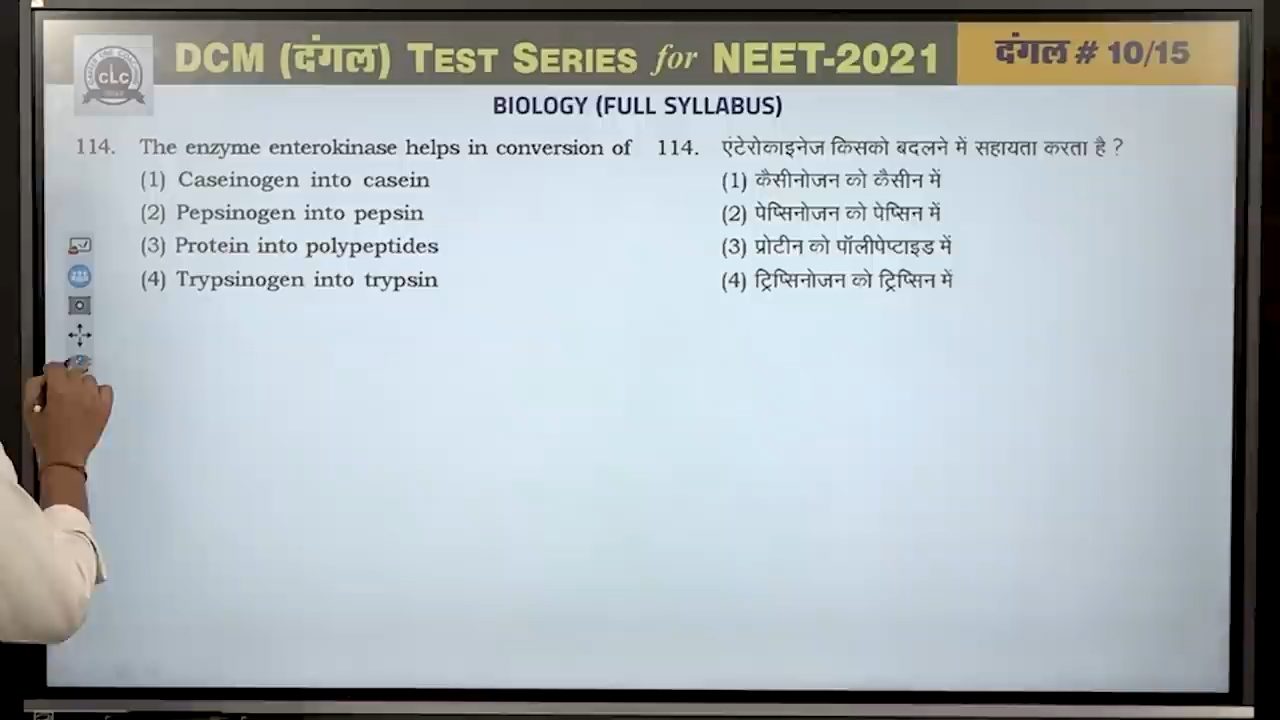 CLC
DCM (दंगल) TEST SERIES for NEET-2021
दंगल # 10/15
BIOLOGY (FULL SYLLABUS)
114. The enzyme enterokinase helps in conversion of
(1) Caseinogen into casein
(2) Pepsinogen into pepsin
(3) Protein into polypeptides
(4) Trypsinogen into trypsin
114. एंटेरोकाइनेज किसको बदलने में सहायता करता है ?
(1) कैसीनोजन को कैसीन में
(2) पेप्सिनोजन को पेप्सिन में
(3) प्रोटीन को पॉलीपेप्टाइड में
(4) ट्रिप्सिनोजन को ट्रिप्सिन में